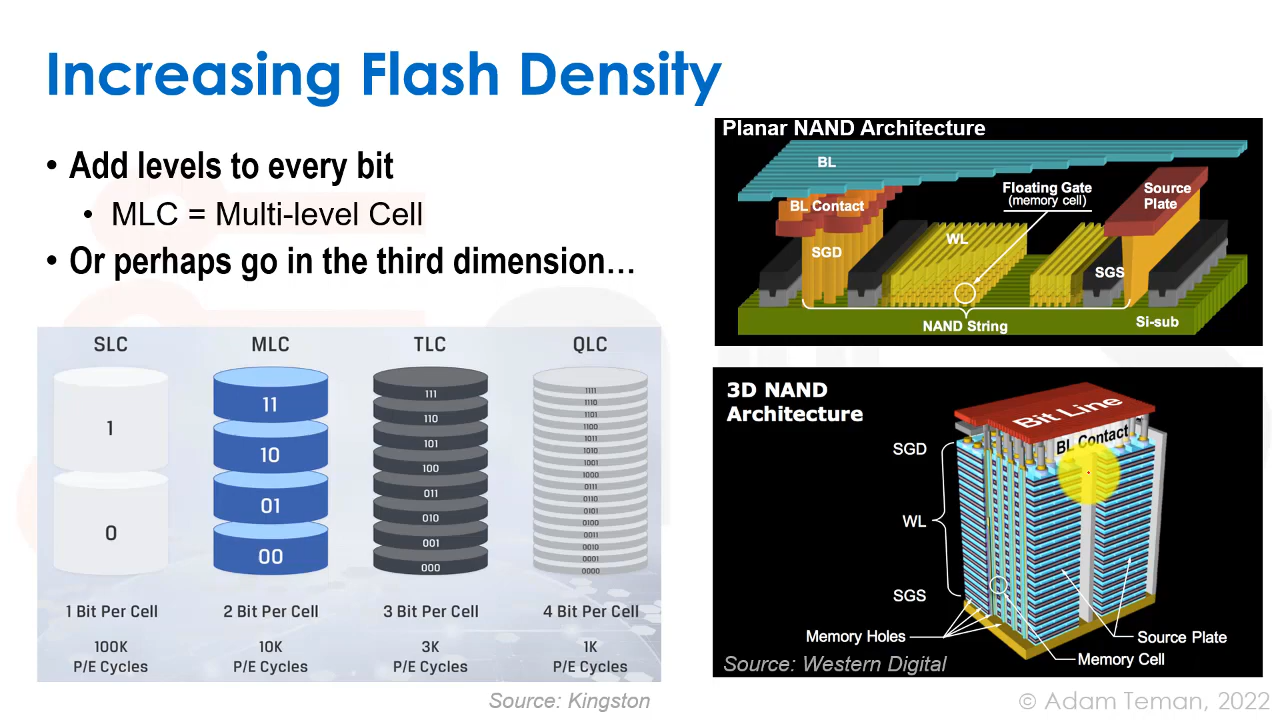 Increasing Flash Density
• Add levels to every bit
• MLC = Multi-level Cell
• Or perhaps go in the third dimension…
SLC MLC TLC QLC
1
0
11
10
01
00
111
110
101
100
011
010
001
000
1111
1110
1101
1100
1011
1010
1001
1000
0111
0110
0101
0100
0011
0010
0001
0000
1 Bit Per Cell 2 Bit Per Cell 3 Bit Per Cell 4 Bit Per Cell
100K 10K 3K 1K
P/E Cycles P/E Cycles P/E Cycles P/E Cycles
Source: Kingston
Planar NAND Architecture
BL
BL Contact
Floating Gate
(memory cell)
Source
Plate
SGD
WL
SGS
NAND String
Si-sub
3D NAND
Architecture
Bit Line
BL Contact
SGD
WL
SGS
Memory Holes
Source Plate
Memory Cell
Source: Western Digital
© Adam Teman, 2022